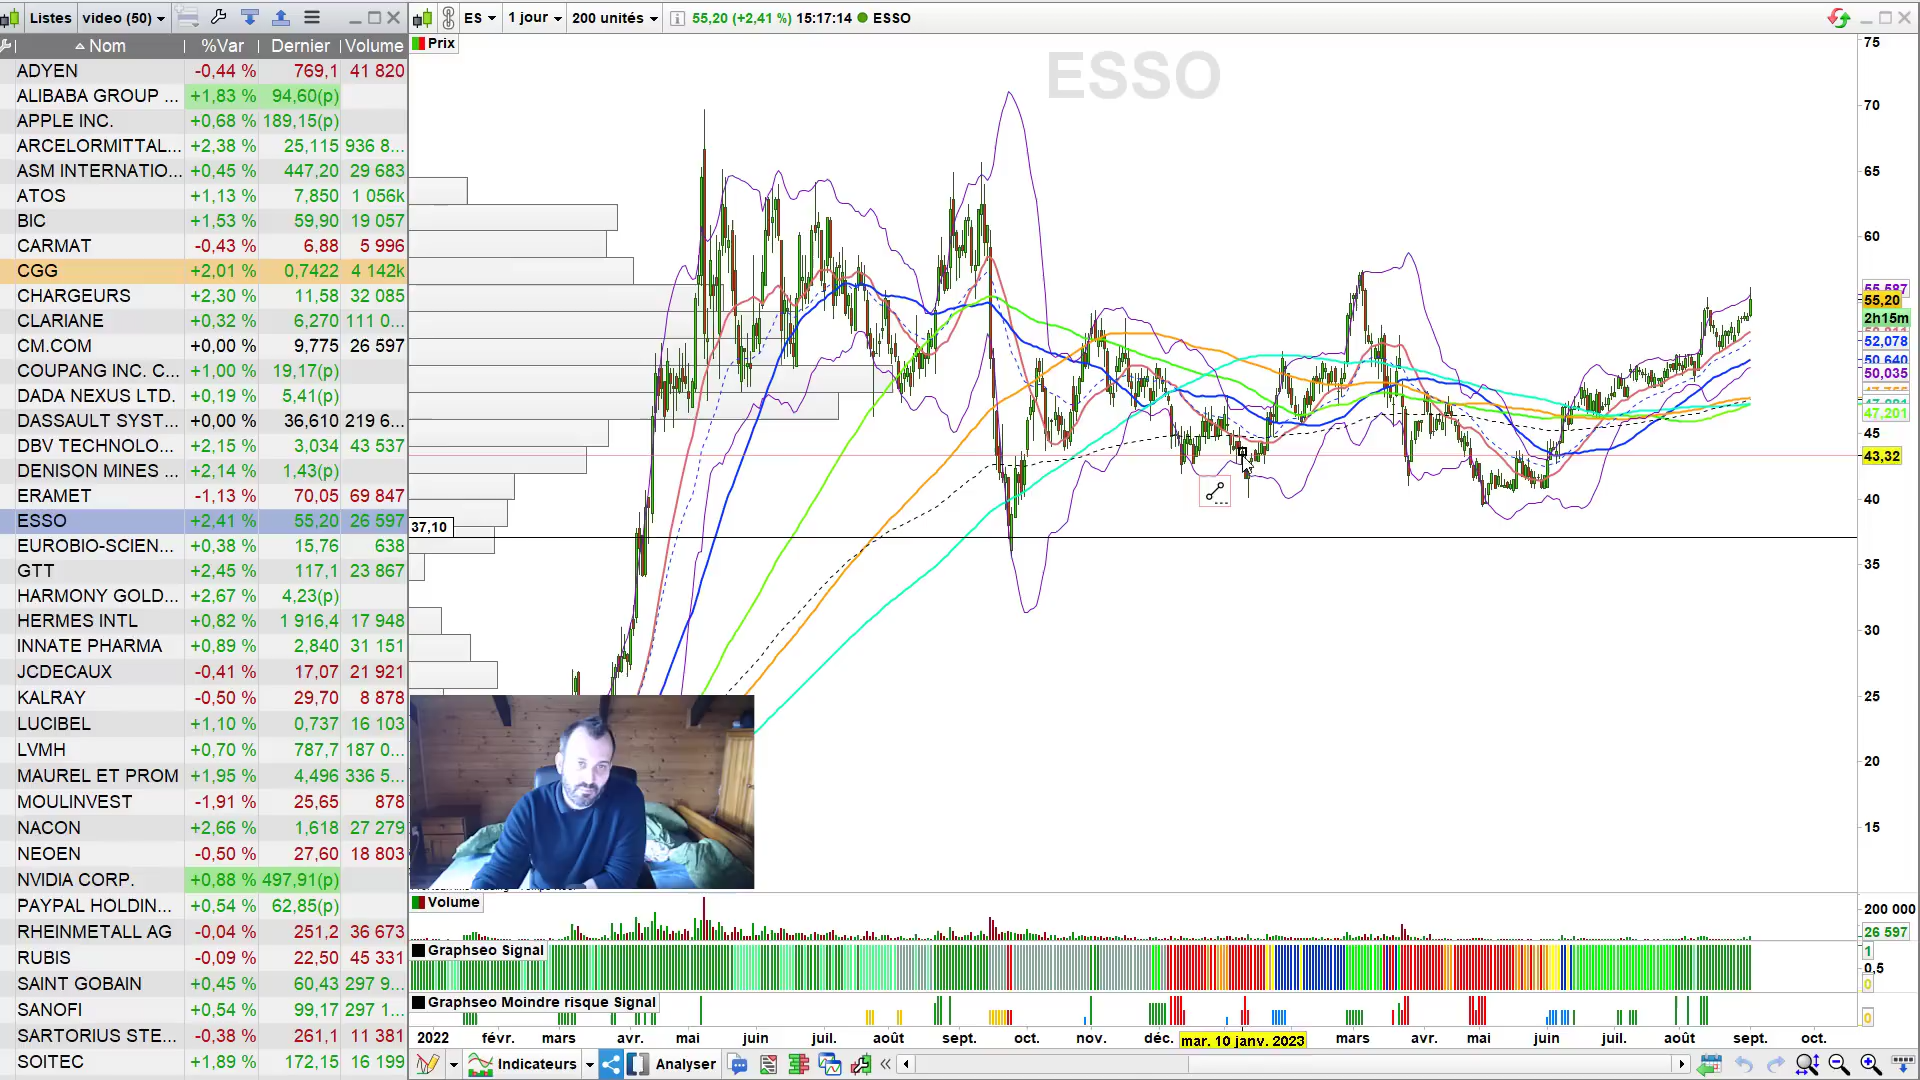 Listes video (50)
Nom %Var Dernier Volume
ADYEN -0,44 % 769,1 41 820
ALIBABA GROUP ... +1,83 % 94,60(p)
APPLE INC. +0,68 % 189,15(p)
ARCELORMITTAL... +2,38 % 25,115 936 8...
ASM INTERNATIO... +0,45 % 447,20 29 683
ATOS +1,13 % 7,850 1 056k
BIC +1,53 % 59,90 19 057
CARMAT -0,43 % 6,88 5 996
CGG +2,01 % 0,7422 4 142k
CHARGEURS +2,30 % 11,58 32 085
CLARIANE +0,32 % 6,270 111 0...
CM.COM +0,00 % 9,775 26 597
COUPANG INC. C... +1,00 % 19,17(p)
DADA NEXUS LTD. +0,19 % 5,41(p)
DASSAULT SYST... +0,00 % 36,610 219 6...
DBV TECHNOLO... +2,15 % 3,034 43 537
DENISON MINES ... +2,14 % 1,43(p)
ERAMET -1,13 % 70,05 69 847
ESSO +2,41 % 55,20 26 597
EUROBIO-SCIEN... +0,38 % 15,76 638
GTT +2,45 % 117,1 23 867
HARMONY GOLD... +2,67 % 4,23(p)
HERMES INTL +0,82 % 1 916,4 17 948
INNATE PHARMA +0,89 % 2,840 31 151
JCDECAUX -0,41 % 17,07 21 921
KALRAY -0,50 % 29,70 8 878
LUCIBEL +1,10 % 0,737 16 103
LVMH +0,70 % 787,7 187 0...
MAUREL ET PROM +1,95 % 4,496 336 5...
MOULINVEST -1,91 % 25,65 878
NACON +2,66 % 1,618 27 279
NEOEN -0,50 % 27,60 18 803
NVIDIA CORP. +0,88 % 497,91(p)
PAYPAL HOLDIN... +0,54 % 62,85(p)
RHEINMETALL AG -0,04 % 251,2 36 673
RUBIS -0,09 % 22,50 45 331
SAINT GOBAIN +0,45 % 60,43 297 9...
SANOFI +0,54 % 99,17 297 1...
SARTORIUS STE... -0,38 % 261,1 11 381
SOITEC +1,89 % 172,15 16 199
ES 1 jour 200 unités 55,20 (+2,41 %) 15:17:14 ESSO
Prix
ESSO
75
70
65
60
55,587
55,20
2h15m
52,078
50,640
50,035
47,201
45
43,32
40
37,10
35
30
25
20
15
Volume
200 000
26 597
Graphseo Signal
1
0,5
0
Graphseo Moindre risque Signal
0
2022 févr. mars avr. mai juin juil. août sept. oct. nov. déc. mar. 10 janv. 2023 mars avr. mai juin juil. août sept. oct.
Indicateurs Analyser